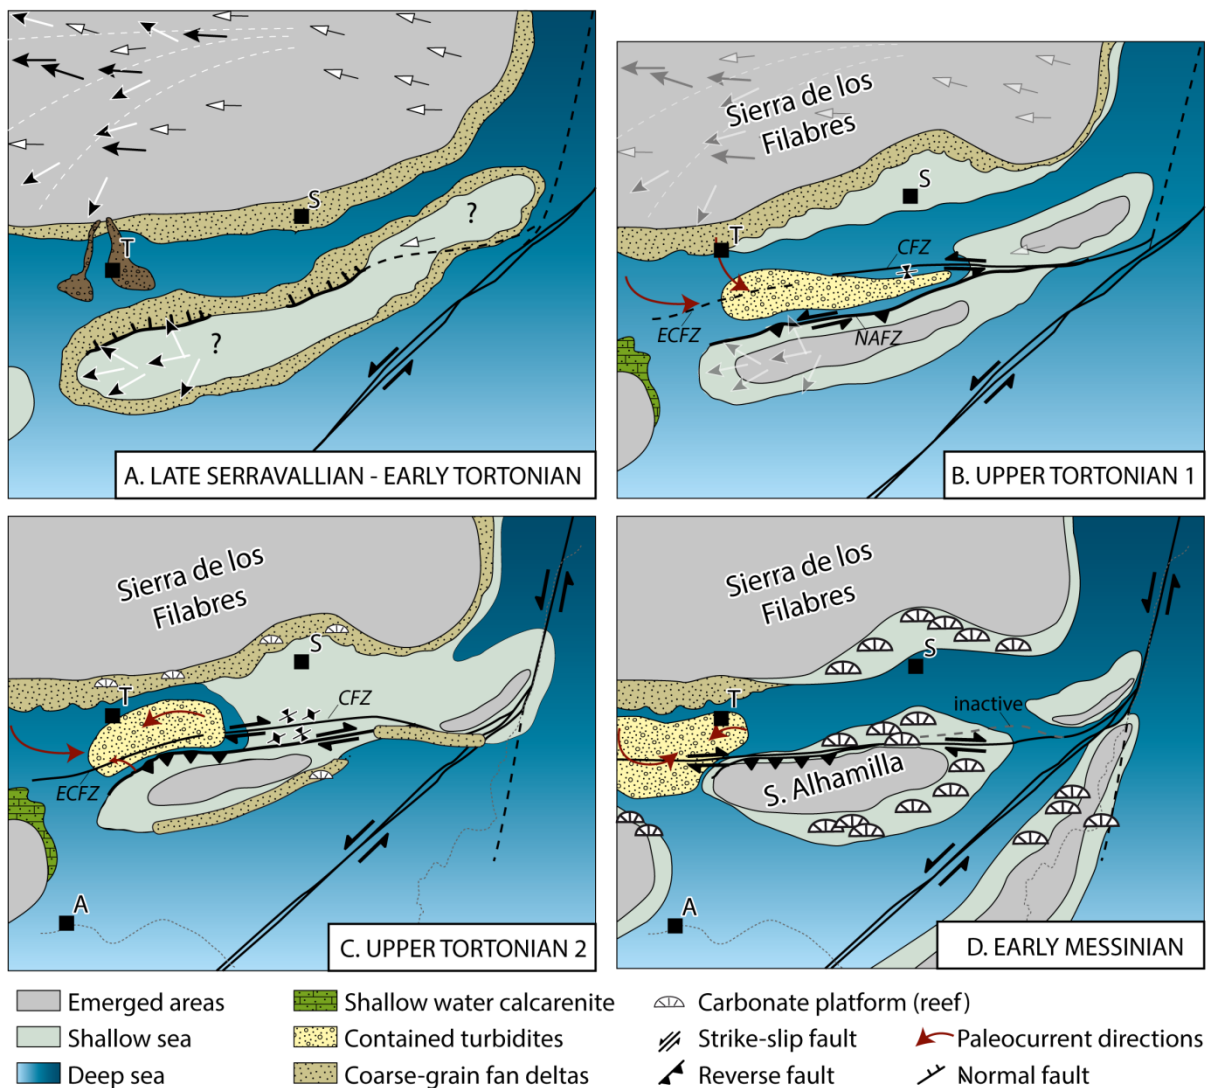 S
?
T
?
A. LATE SERRAVALLIAN - EARLY TORTONIAN
Sierra de los
Filabres
S
T
CFZ
ECFZ
NAFZ
B. UPPER TORTONIAN 1
Sierra de los
Filabres
S
T
CFZ
ECFZ
A
C. UPPER TORTONIAN 2
Sierra de los
Filabres
S
T
inactive
S. Alhamilla
A
D. EARLY MESSINIAN
Emerged areas
Shallow water calcarenite
Carbonate platform (reef)
Shallow sea
Contained turbidites
Strike-slip fault
Paleocurrent directions
Deep sea
Coarse-grain fan deltas
Reverse fault
Normal fault